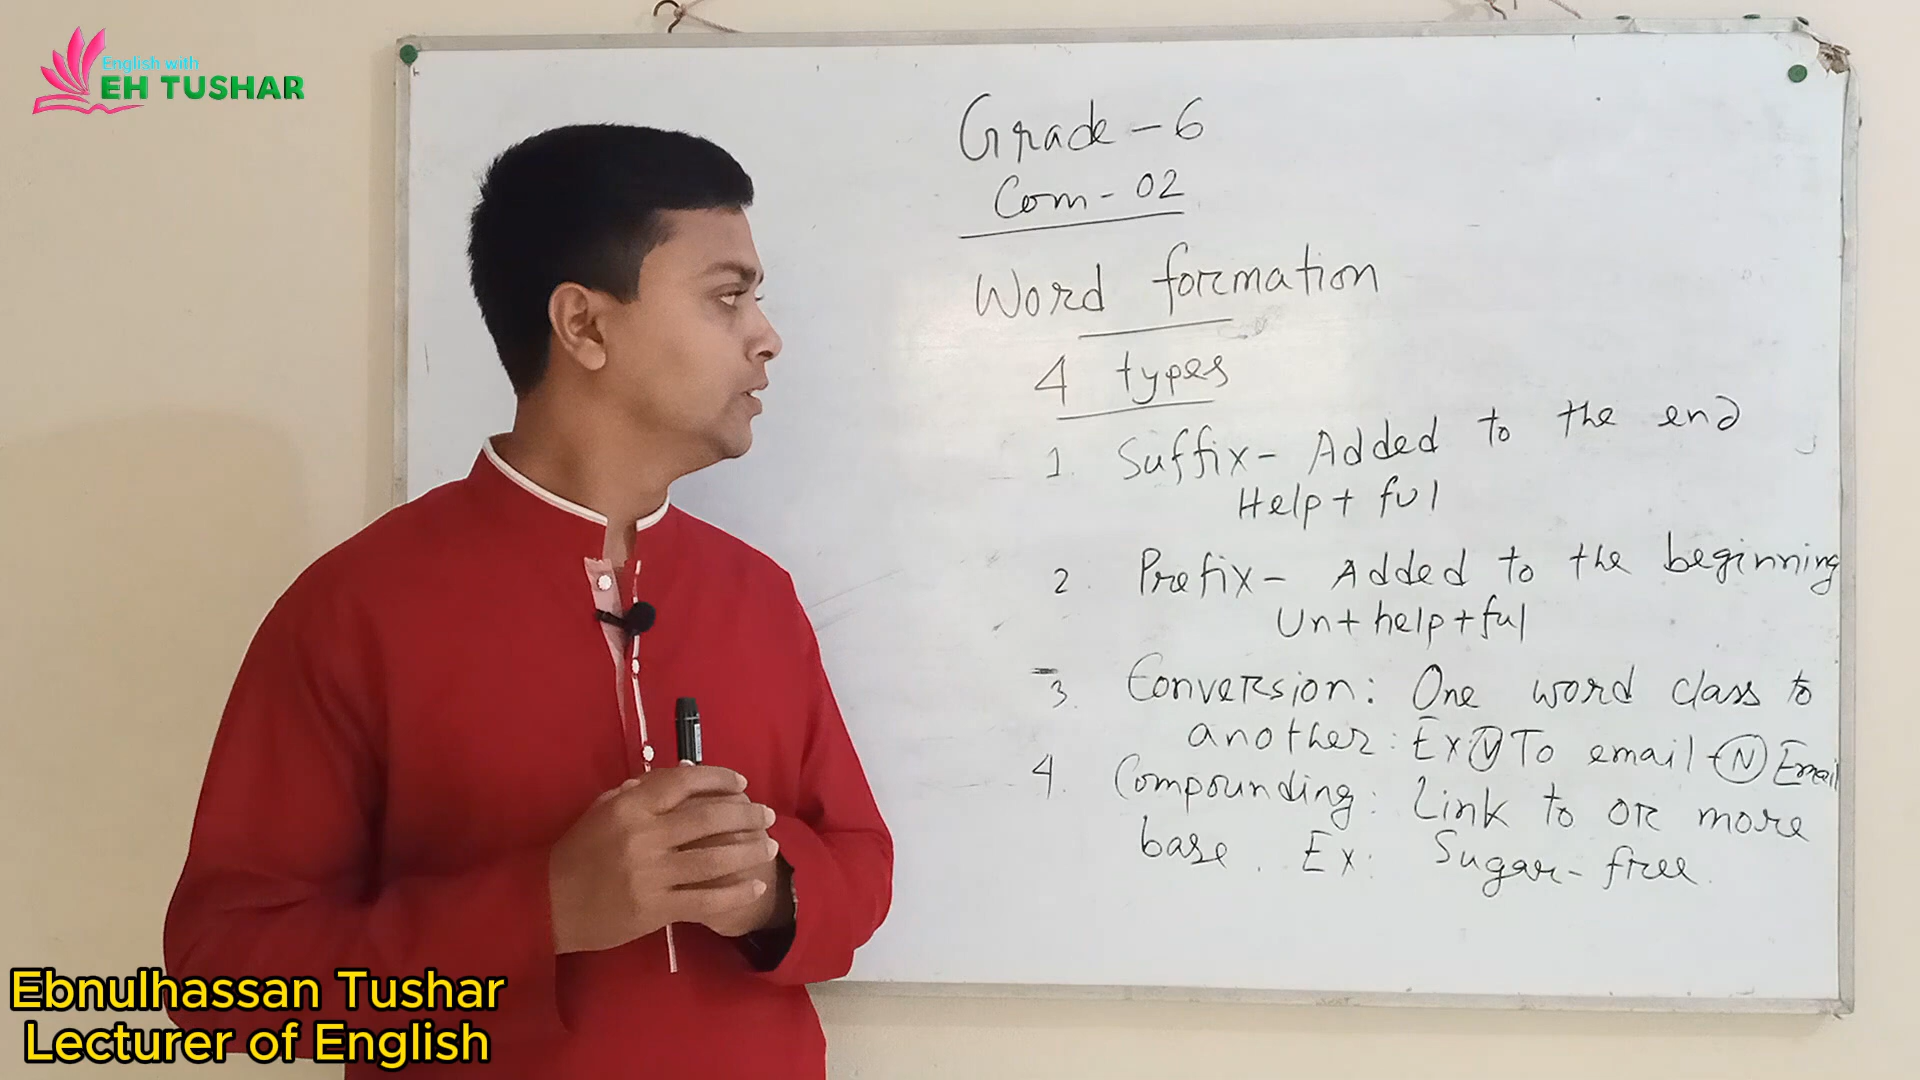 English with
EH TUSHAR
Grade - 6
Com - 02
Word formation
4 types
1. Suffix - Added to the end
Help + ful
2. Prefix - Added to the beginning
Un + help + ful
3. Conversion: One word class to
another: Ex (V) To email - (N) Email
4. Compounding: Link to or more
base. Ex: Sugar-free.
Ebnulhassan Tushar
Lecturer of English